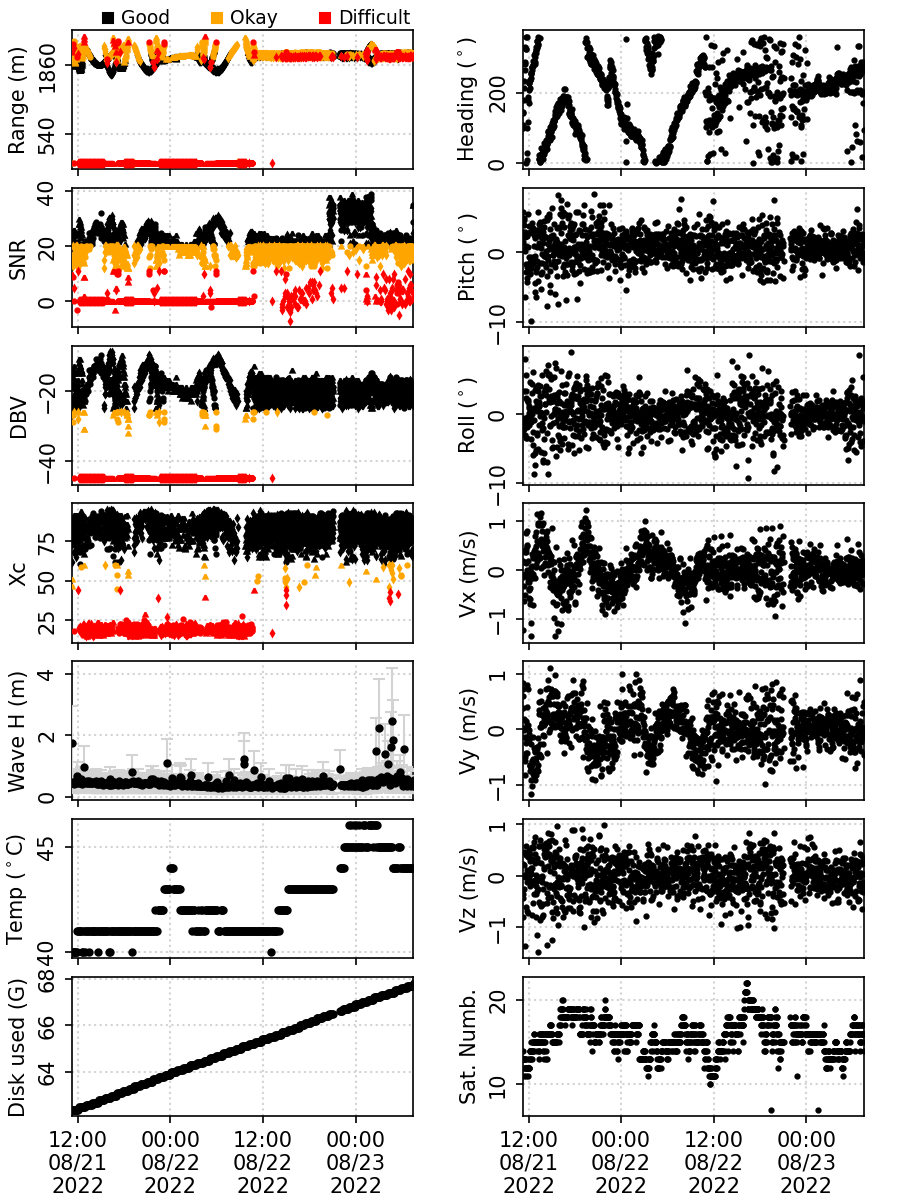 Good Okay Difficult
Range (m)
1860
540
Heading (°)
200
0
SNR
40
20
0
Pitch (°)
0
−10
DBV
−20
−40
Roll (°)
0
−10
Xc
75
50
25
Vx (m/s)
1
0
−1
Wave H (m)
4
2
0
Vy (m/s)
1
0
−1
Temp (°C)
45
40
Vz (m/s)
1
0
−1
Disk used (G)
68
66
64
Sat. Numb.
20
10
12:00 00:00 12:00 00:00
08/21 08/22 08/22 08/23
2022 2022 2022 2022
12:00 00:00 12:00 00:00
08/21 08/22 08/22 08/23
2022 2022 2022 2022